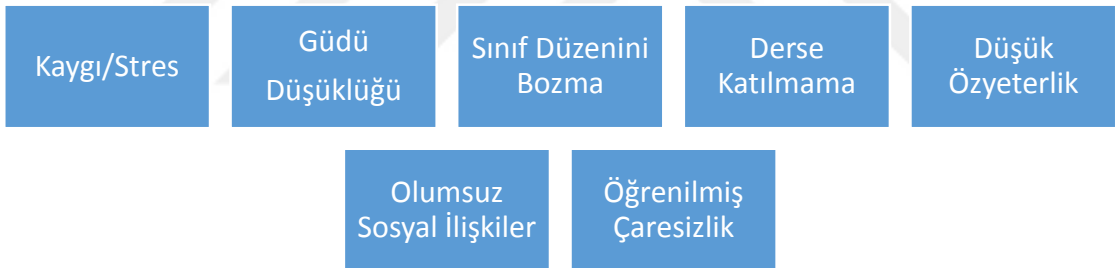 Kaygı/Stres
Güdü
Düşüklüğü
Sınıf Düzenini
Bozma
Derse
Katılmama
Düşük
Özyeterlik
Olumsuz
Sosyal İlişkiler
Öğrenilmiş
Çaresizlik